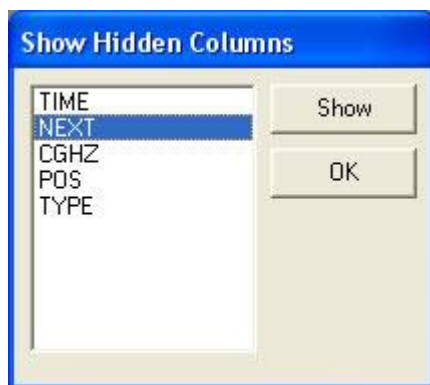 Show Hidden Columns
TIME
NEXT
CGHZ
POS
TYPE
Show
OK